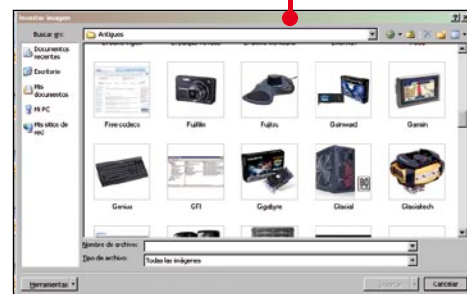 Insertar imagen
Buscar en:
Antiguos
Documentos recientes
Escritorio
Mis documentos
Mi PC
Mis sitios de red
Free codecs
Fujifilm
Fujitsu
Gainward
Garmin
Genius
GFI
Gigabyte
Glacial
Glacialtech
Nombre de archivo:
Tipo de archivo:
Todas las imágenes
Herramientas
Insertar
Cancelar